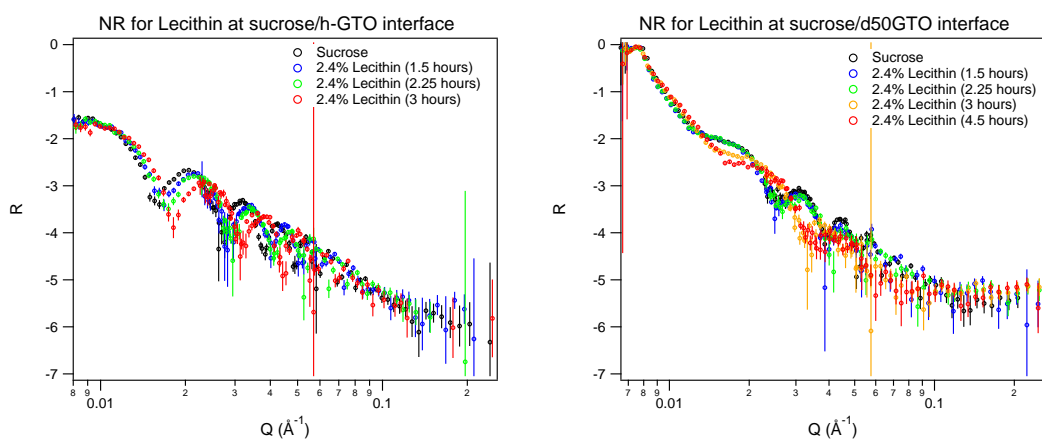 NR for Lecithin at sucrose/h-GTO interface
Sucrose
2.4% Lecithin (1.5 hours)
2.4% Lecithin (2.25 hours)
2.4% Lecithin (3 hours)
R
0
-1
-2
-3
-4
-5
-6
-7
8 9 2 3 4 5 6 7 8 9 2
0.01 0.1
Q (Å⁻¹)
NR for Lecithin at sucrose/d50GTO interface
Sucrose
2.4% Lecithin (1.5 hours)
2.4% Lecithin (2.25 hours)
2.4% Lecithin (3 hours)
2.4% Lecithin (4.5 hours)
R
0
-1
-2
-3
-4
-5
-6
-7
7 8 9 2 3 4 5 6 7 8 9 2
0.01 0.1
Q (Å⁻¹)